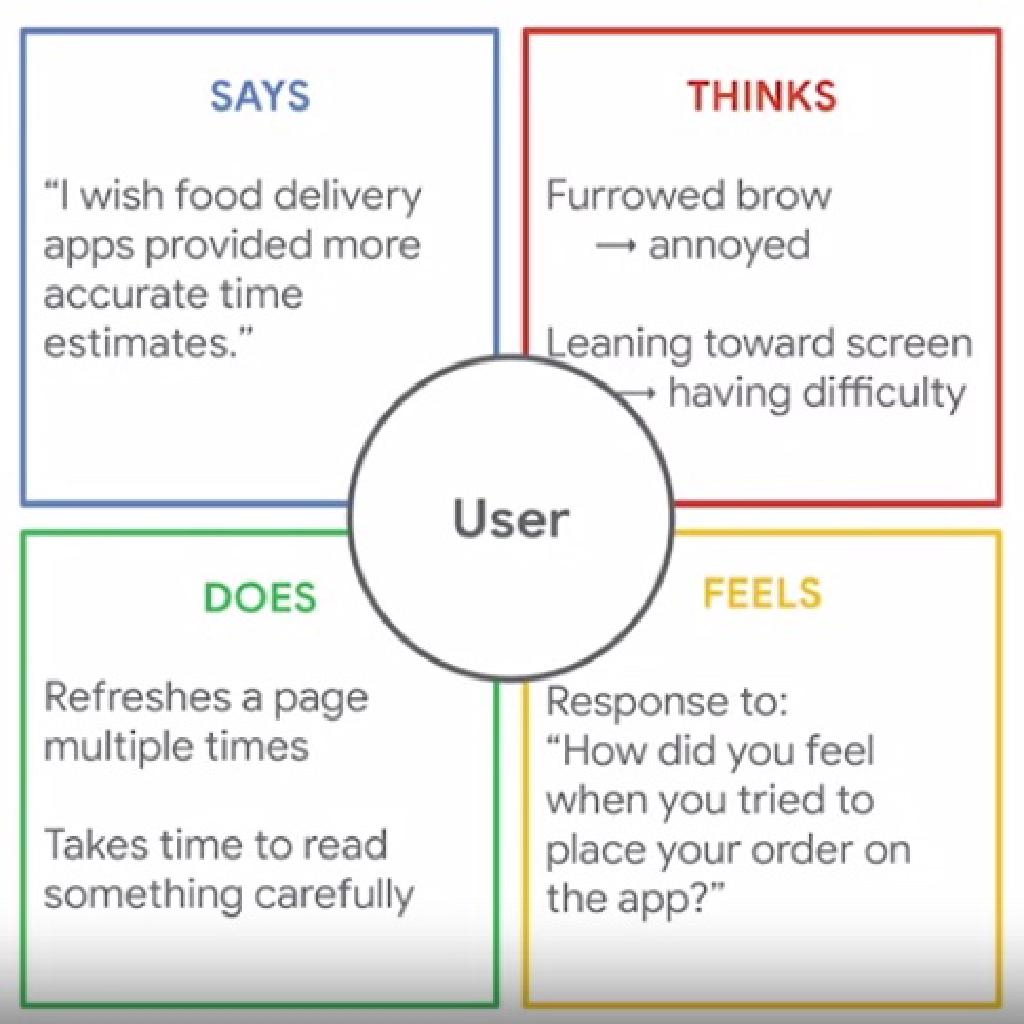 SAYS
“I wish food delivery
apps provided more
accurate time
estimates.”
THINKS
Furrowed brow
→ annoyed
Leaning toward screen
→ having difficulty
User
DOES
Refreshes a page
multiple times
Takes time to read
something carefully
FEELS
Response to:
“How did you feel
when you tried to
place your order on
the app?”